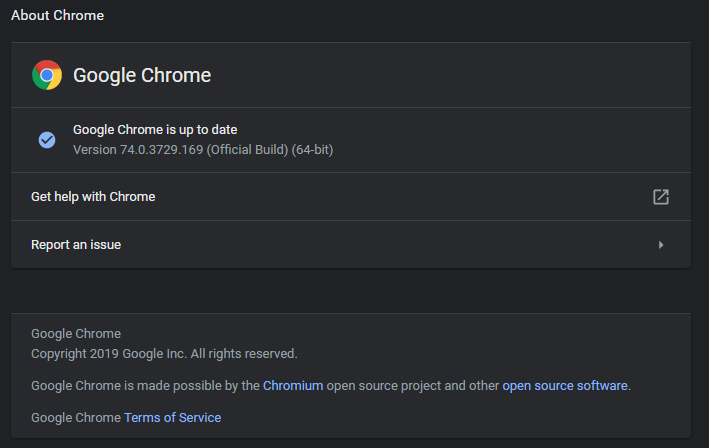 About Chrome
Google Chrome
Google Chrome is up to date
Version 74.0.3729.169 (Official Build) (64-bit)
Get help with Chrome
Report an issue
Google Chrome
Copyright 2019 Google Inc. All rights reserved.
Google Chrome is made possible by the Chromium open source project and other open source software.
Google Chrome Terms of Service